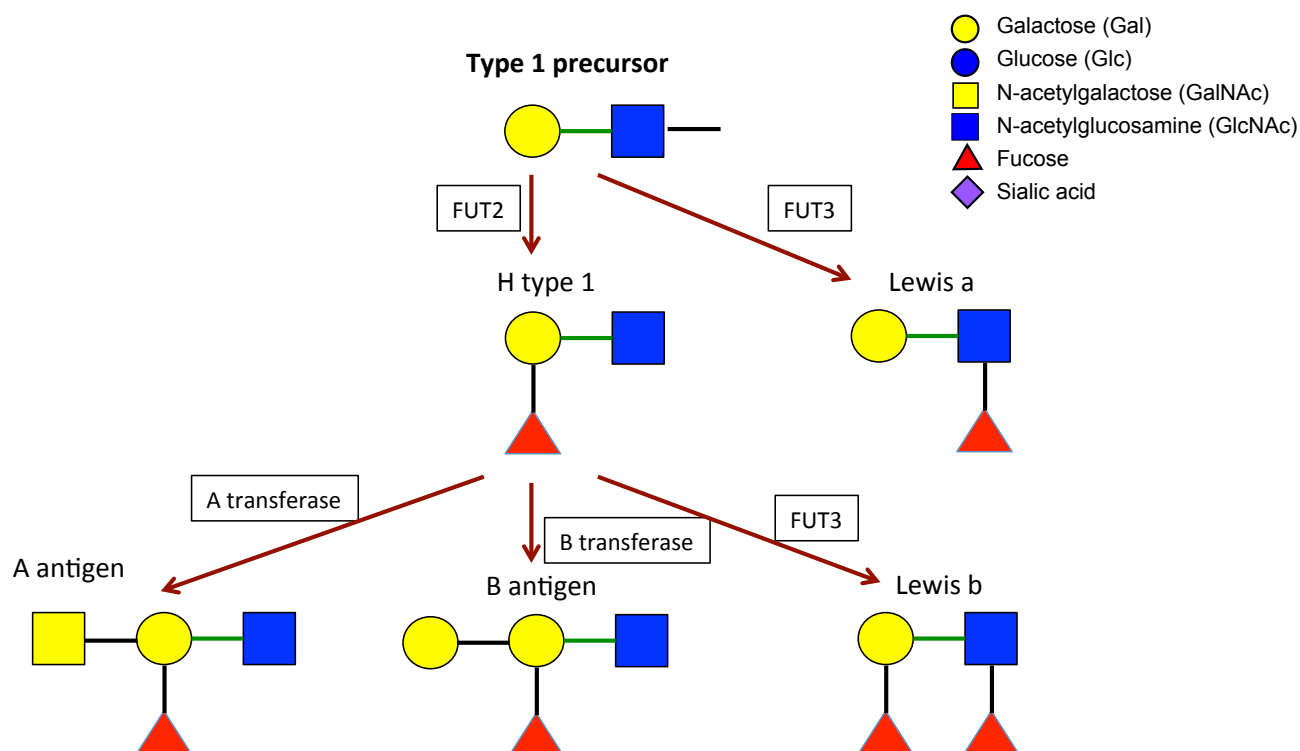 Galactose (Gal)
Glucose (Glc)
N-acetylgalactose (GalNAc)
N-acetylglucosamine (GlcNAc)
Fucose
Sialic acid
Type 1 precursor
FUT2
FUT3
H type 1
Lewis a
A transferase
B transferase
FUT3
A antigen
B antigen
Lewis b